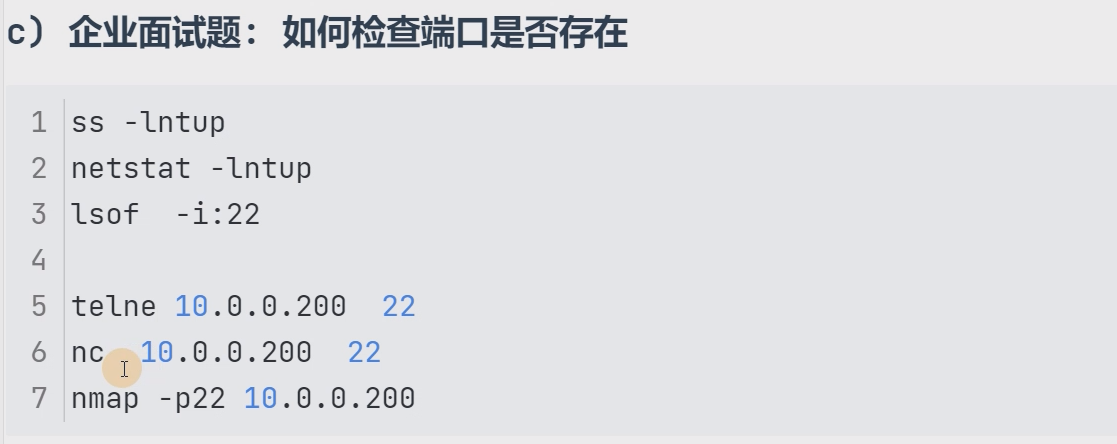 c) 企业面试题: 如何检查端口是否存在
1 ss -lntup
2 netstat -lntup
3 lsof  -i:22
4
5 telne 10.0.0.200  22
6 nc  10.0.0.200  22
7 nmap -p22 10.0.0.200